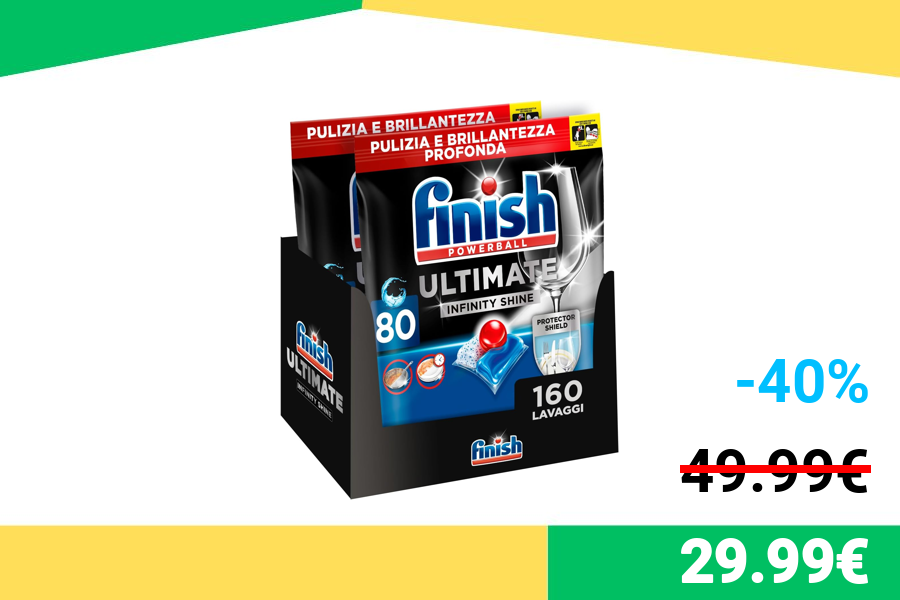 PULIZIA E BRILLANTEZZA
PULIZIA E BRILLANTEZZA
PROFONDA
finish
POWERBALL
ULTIMATE
INFINITY SHINE
80
PROTECTOR
SHIELD
160
LAVAGGI
finish
ULTIMATE
INFINITY SHINE
finish
-40%
49.99€
29.99€